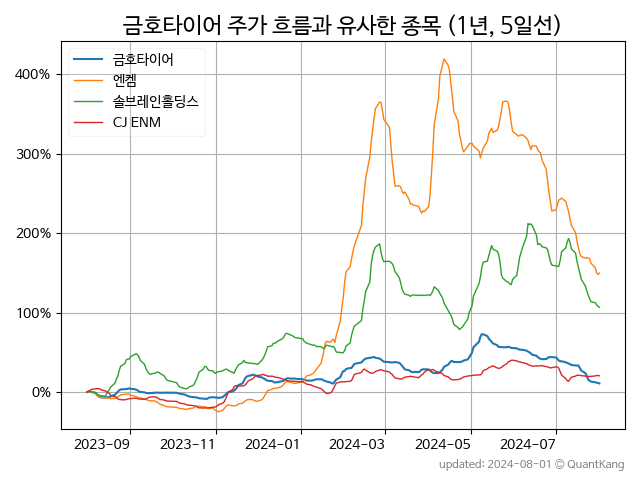 금호타이어 주가 흐름과 유사한 종목 (1년, 5일선)
금호타이어
엔켐
솔브레인홀딩스
CJ ENM
400%
300%
200%
100%
0%
2023-09 2023-11 2024-01 2024-03 2024-05 2024-07
updated: 2024-08-01 © QuantKang